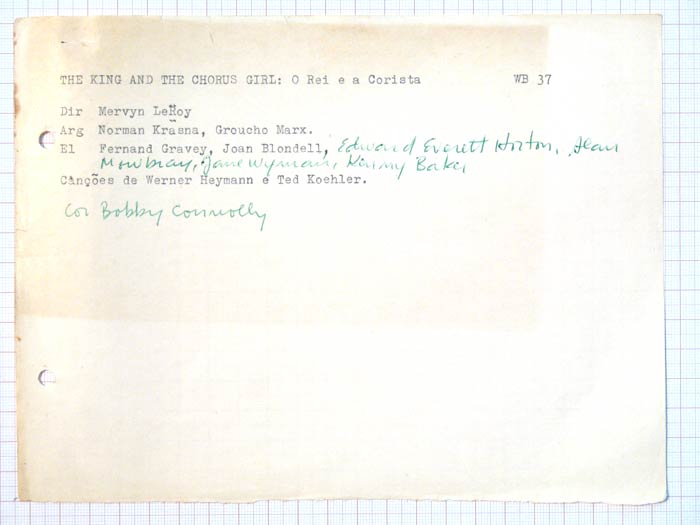 THE KING AND THE CHORUS GIRL: O Rei e a Corista WB 37
Dir Mervyn LeRoy
Arg Norman Krasna, Groucho Marx.
El Fernand Gravey, Joan Blondell, Edward Everett Horton, Alan
Mowbray, Jane Wyman, Kenny Baker
Canções de Werner Heymann e Ted Koehler.
Cor Bobby Connolly